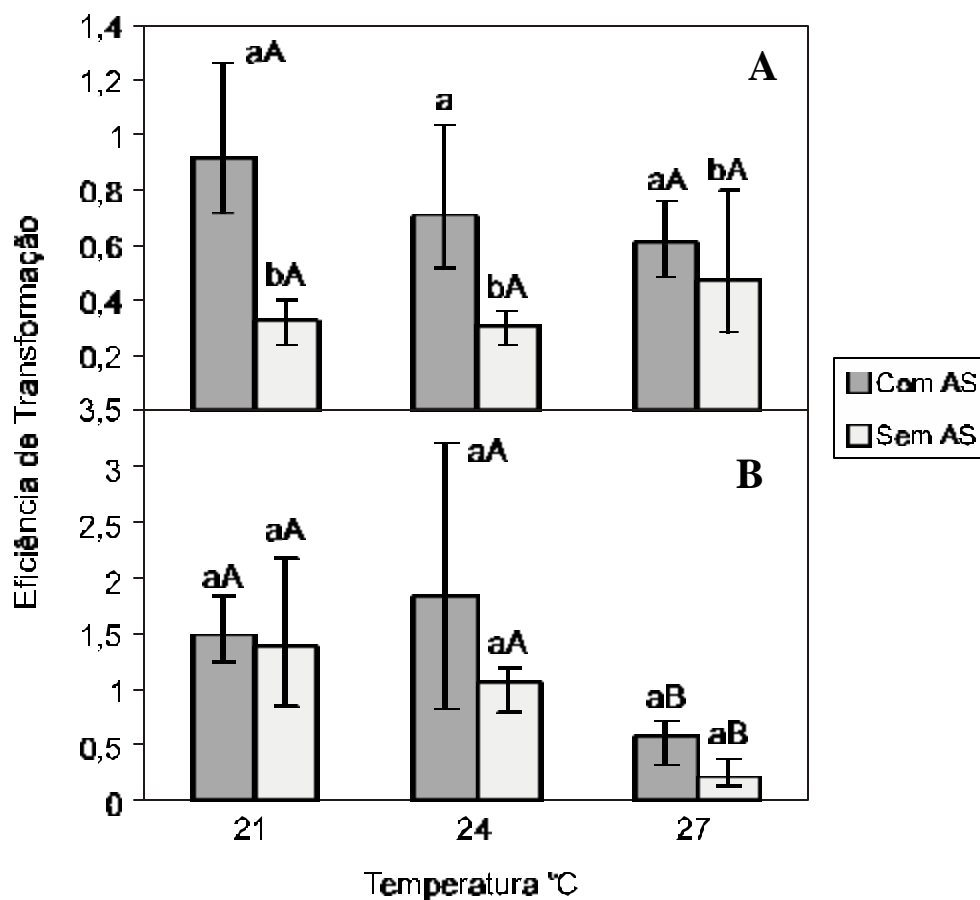 Eficiência de Transformação
1,4
1,2
1
0,8
0,6
0,4
0,2
A
aA
bA
a
bA
aA
bA
3,5
3
2,5
2
1,5
1
0,5
0
B
aA
aA
aA
aA
aB
aB
21
24
27
Temperatura ºC
Com AS
Sem AS